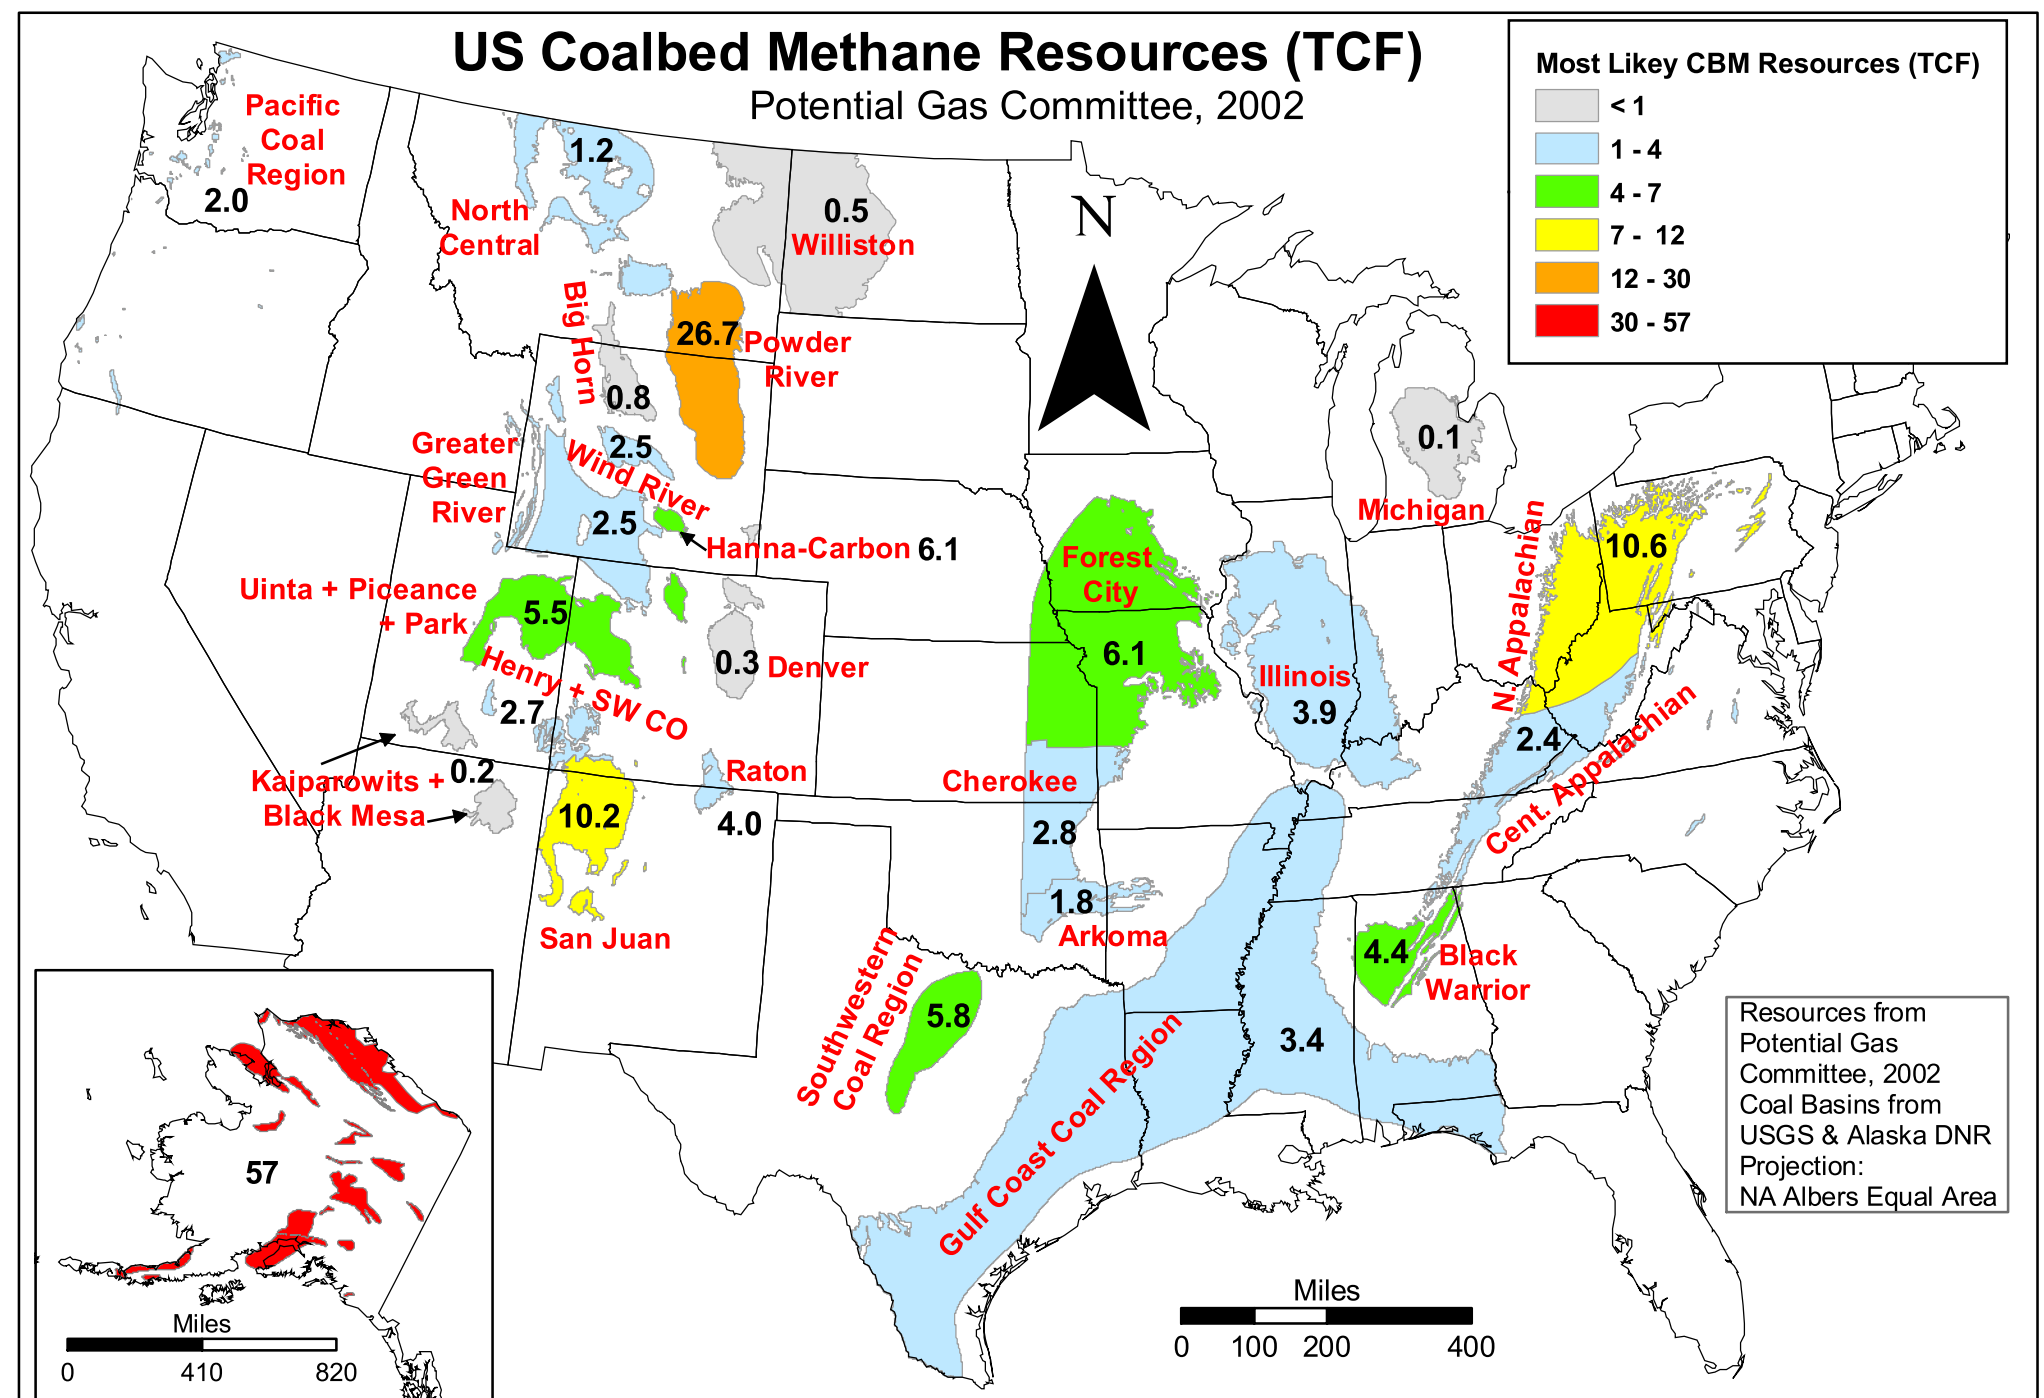 US Coalbed Methane Resources (TCF)
Potential Gas Committee, 2002
Most Likey CBM Resources (TCF)
< 1
1 - 4
4 - 7
7 - 12
12 - 30
30 - 57
Pacific
Coal
Region
2.0
1.2
North
Central
0.5
Williston
N
Big Horn
26.7
Powder
River
0.8
0.1
Michigan
Greater
Green
River
2.5
Wind River
2.5
Hanna-Carbon 6.1
Uinta + Piceance
+ Park
5.5
Henry + SW CO
2.7
0.3
Denver
Forest
City
6.1
Illinois
3.9
N. Appalachian
10.6
2.4
Cent. Appalachian
Kaiparowits +
Black Mesa
0.2
10.2
San Juan
Raton
4.0
Cherokee
2.8
1.8
Arkoma
Southwestern
Coal Region
5.8
Gulf Coast Coal Region
3.4
4.4
Black
Warrior
57
Miles
0 410 820
Miles
0 100 200 400
Resources from
Potential Gas
Committee, 2002
Coal Basins from
USGS & Alaska DNR
Projection:
NA Albers Equal Area